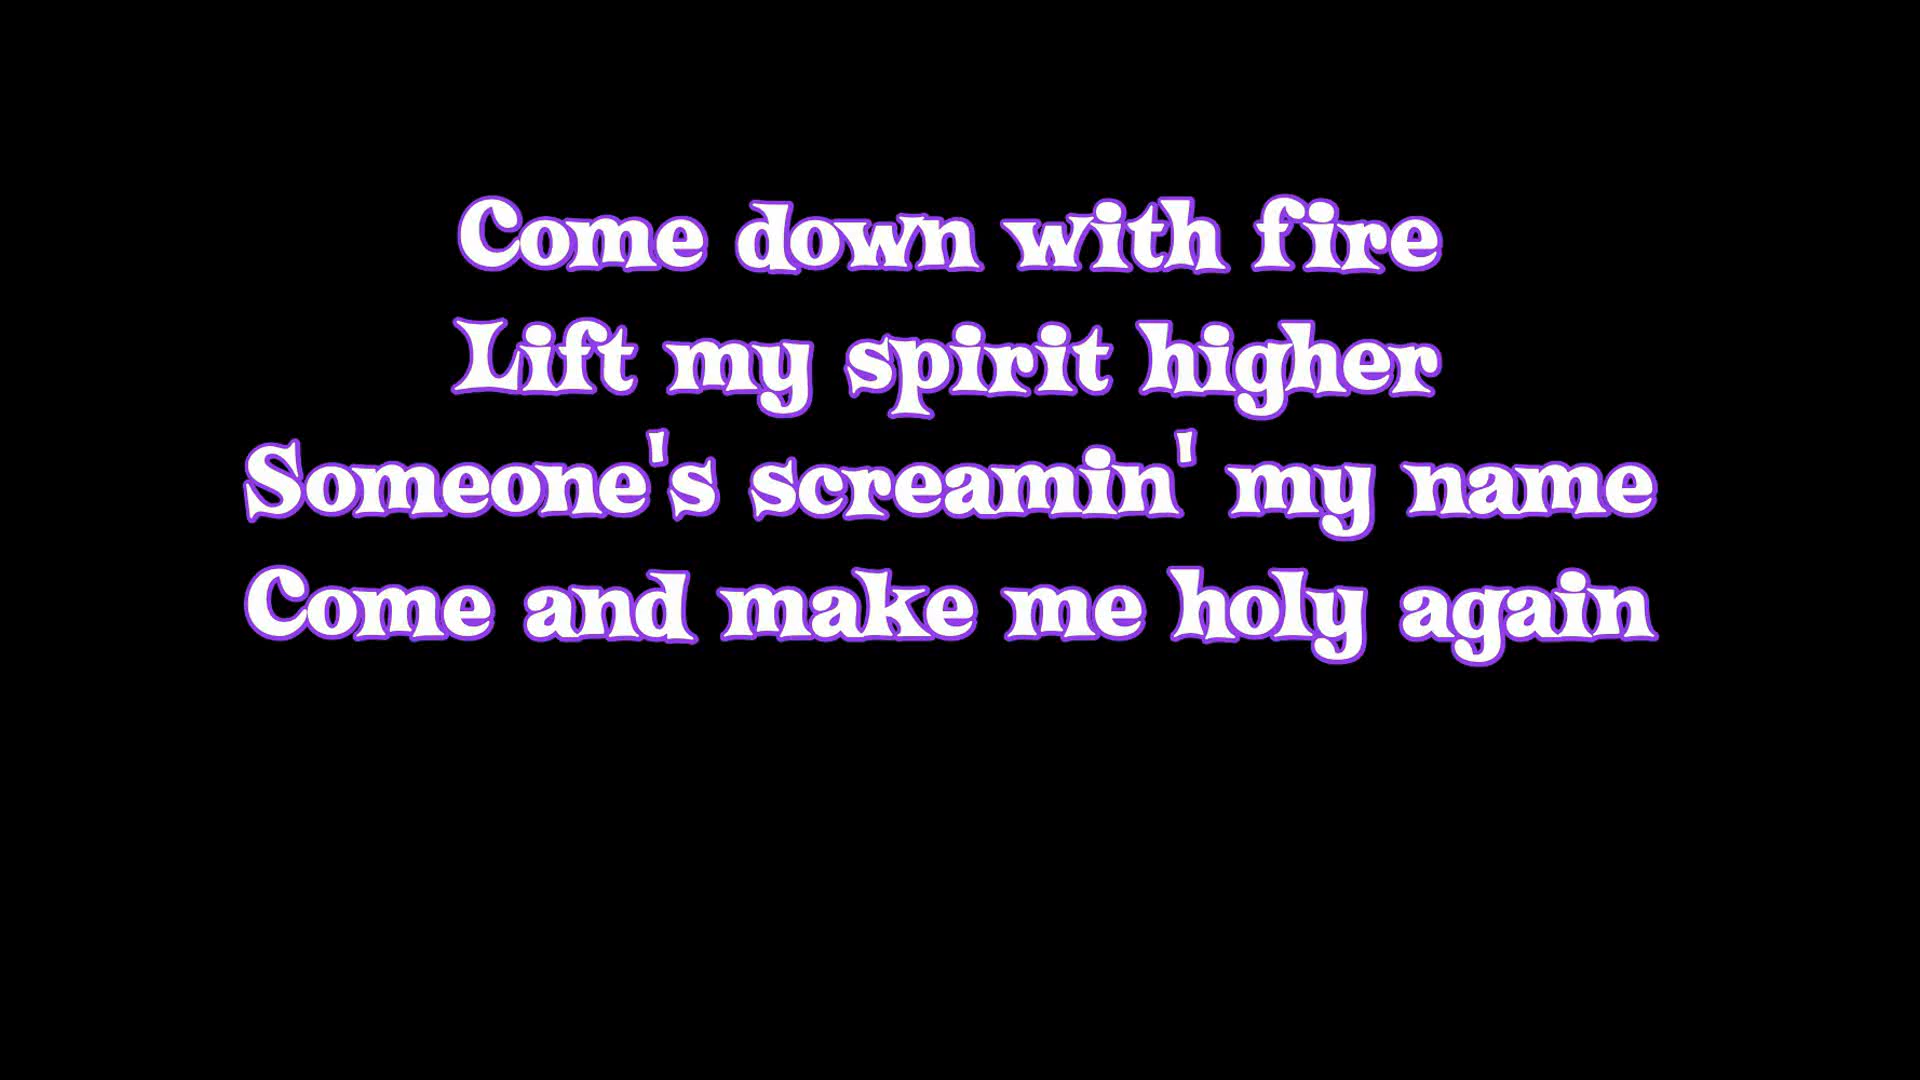 Come down with fire
Lift my spirit higher
Someone's screamin' my name
Come and make me holy again